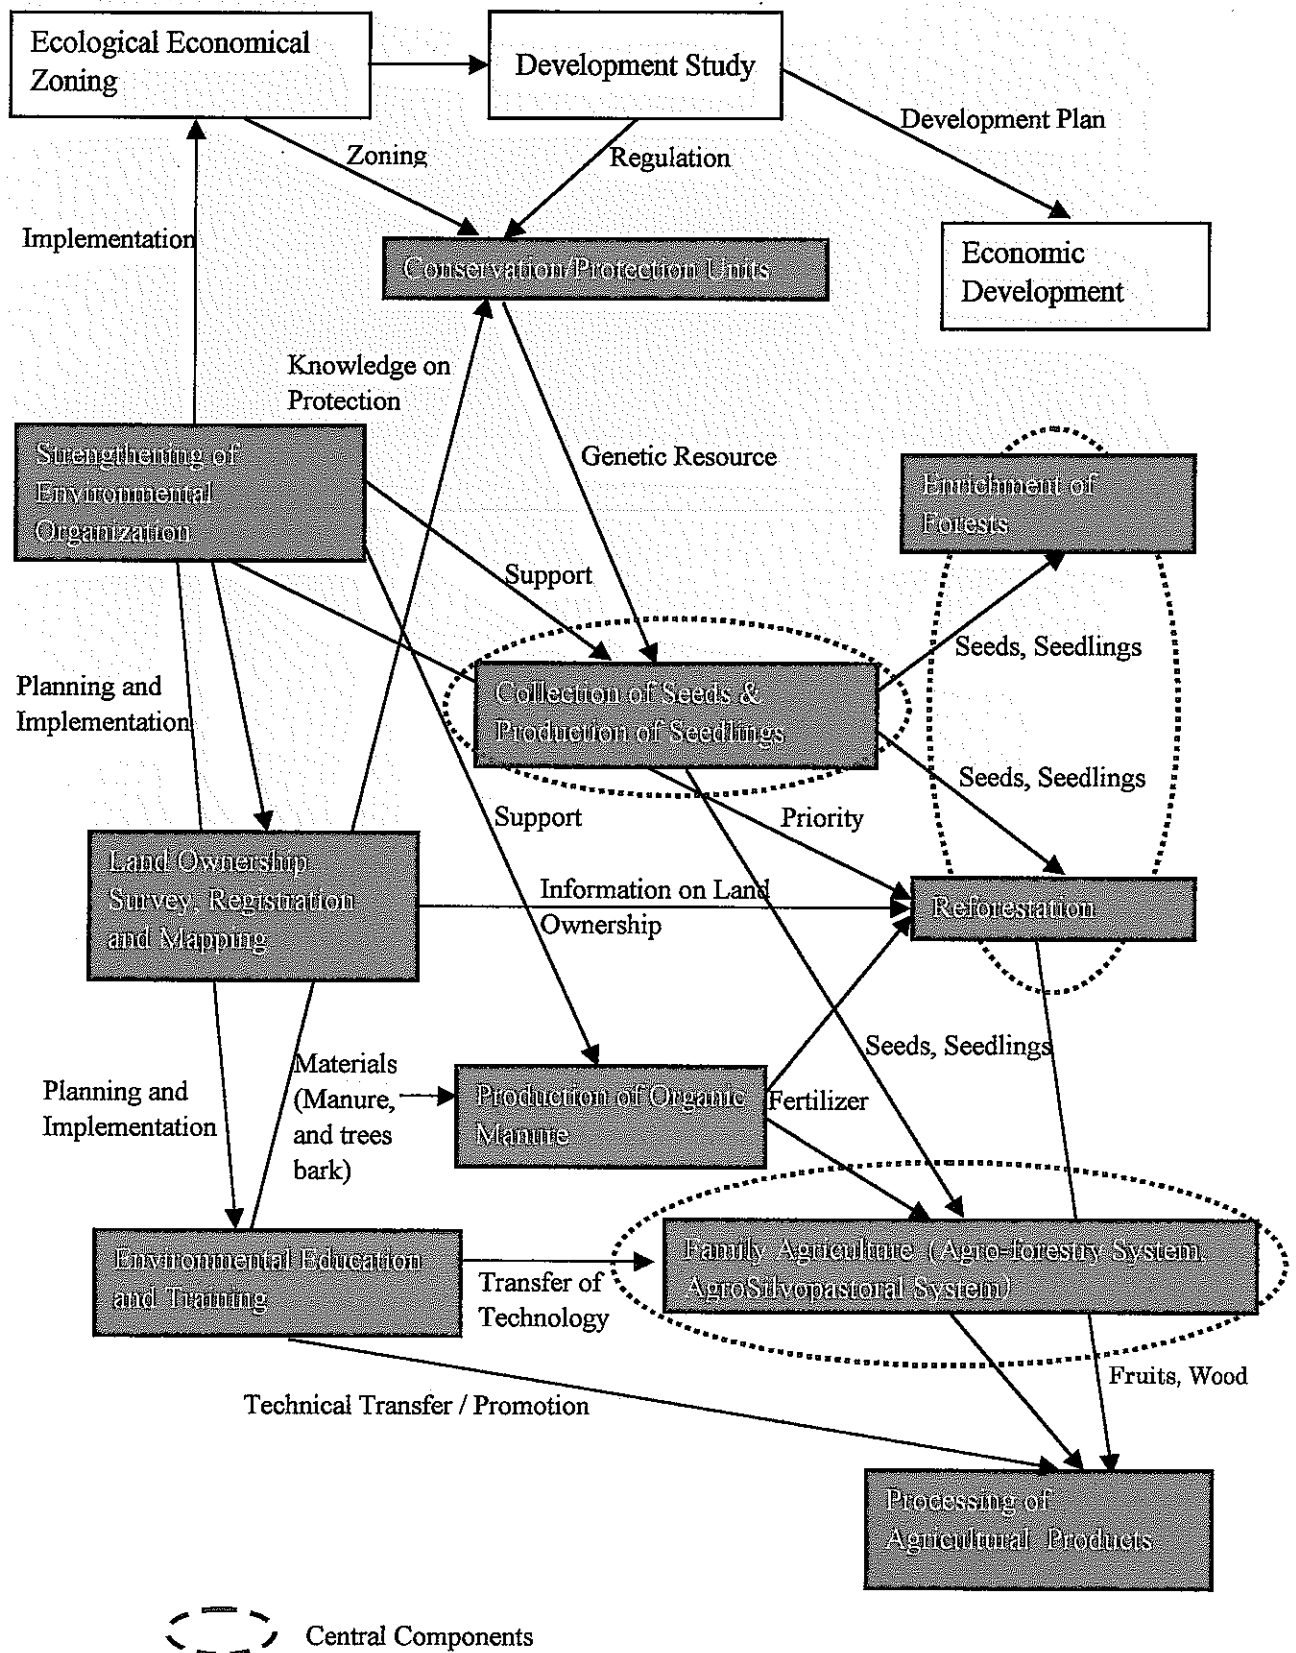 Ecological Economical
Zoning
Development Study
Development Plan
Zoning
Regulation
Implementation
Conservation/Protection Units
Economic
Development
Knowledge on
Protection
Strengthening of
Environmental
Organization
Genetic Resource
Enrichment of
Forests
Support
Seeds, Seedlings
Planning and
Implementation
Collection of Seeds &
Production of Seedlings
Seeds, Seedlings
Support
Priority
Land Ownership
Survey, Registration
and Mapping
Information on Land
Ownership
Reforestation
Seeds, Seedlings
Materials
(Manure,
and trees
bark)
Planning and
Implementation
Production of Organic
Manure
Fertilizer
Environmental Education
and Training
Transfer of
Technology
Family Agriculture (Agro-forestry System,
AgroSilvopastoral System)
Fruits, Wood
Technical Transfer / Promotion
Processing of
Agricultural Products
Central Components